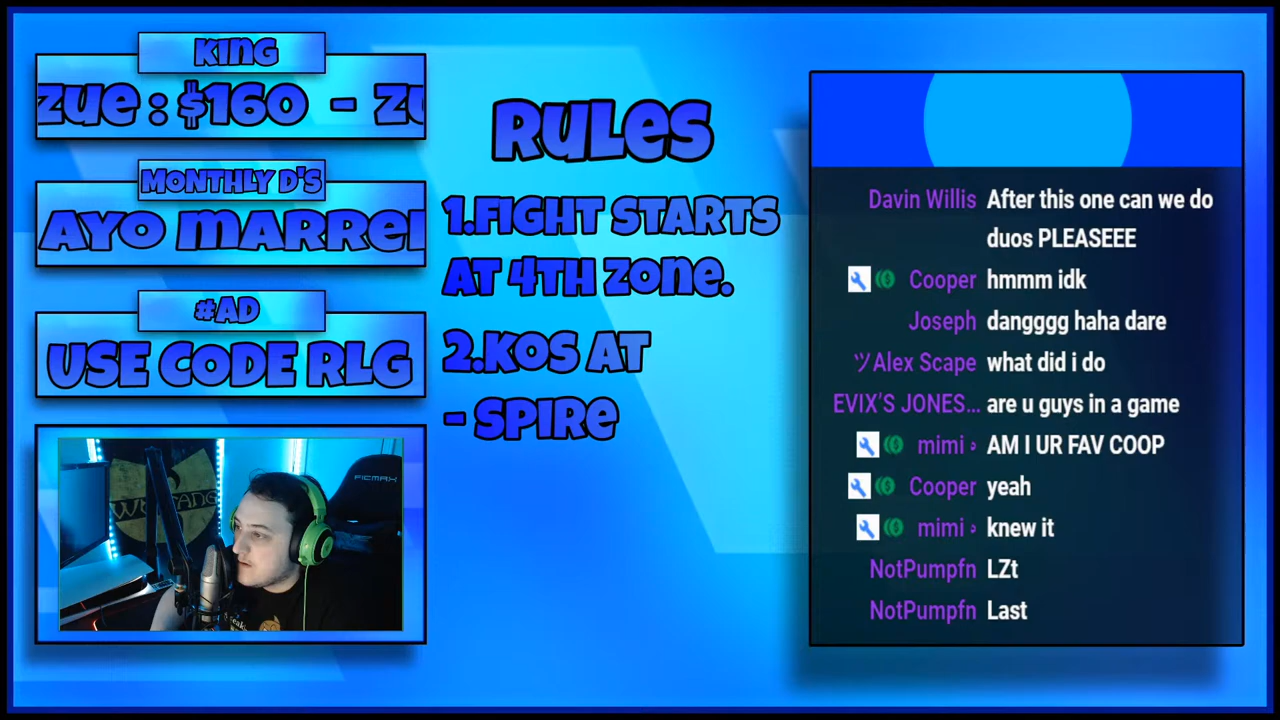 King
zue : $160 - zu
MONTHLY D'S
AYO MARREL
#AD
USE CODE RLG
RULES
1.FIGHT STARTS
AT 4TH ZONE.
2.KOS AT
- SPIRE
Davin Willis After this one can we do
duos PLEASEEE
Cooper hmmm idk
Joseph dangggg haha dare
ツAlex Scape what did i do
EVIX'S JONES... are u guys in a game
mimi AM I UR FAV COOP
Cooper yeah
mimi knew it
NotPumpfn LZt
NotPumpfn Last